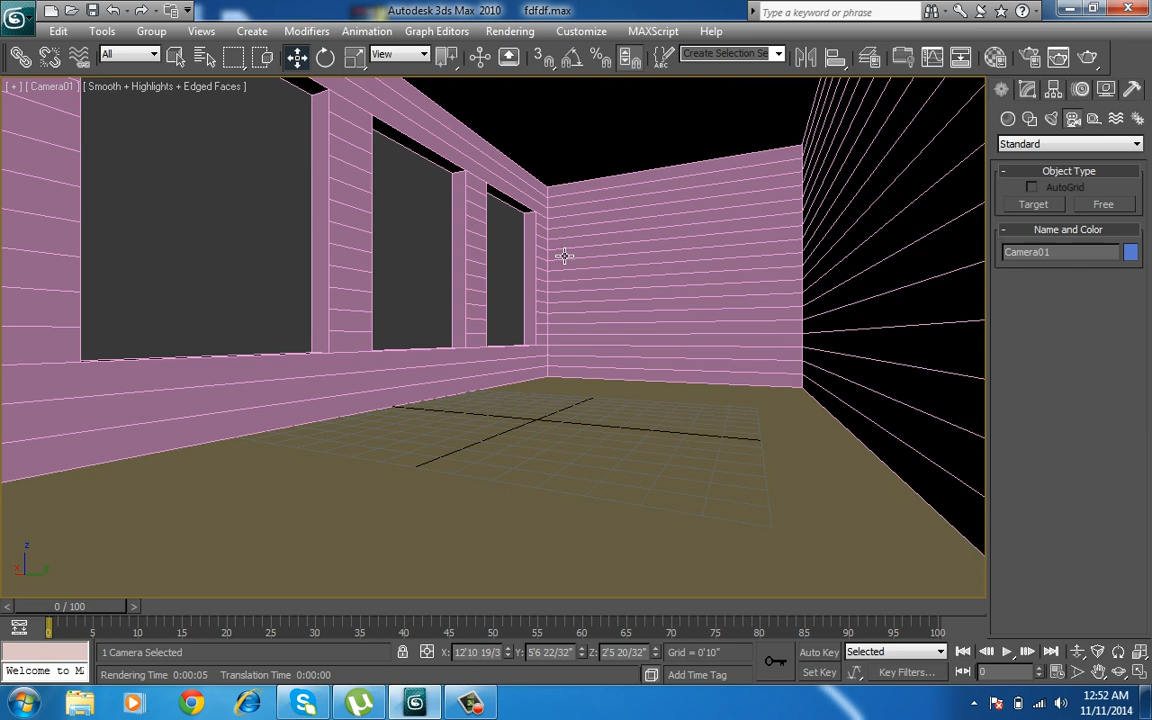 Autodesk 3ds Max 2010 fdfdf.max
Type a keyword or phrase
Edit Tools Group Views Create Modifiers Animation Graph Editors Rendering Customize MAXScript Help
All
View
3
Create Selection Se
[ + ] [ Camera01 ] [ Smooth + Highlights + Edged Faces ]
Standard
- Object Type
AutoGrid
Target Free
- Name and Color
Camera01
z
x y
< 0 / 100 >
0 5 10 15 20 25 30 35 40 45 50 55 60 65 70 75 80 85 90 95 100
1 Camera Selected X: 12'10 19/3 Y: 5'6 22/32" Z: 2'5 20/32" Grid = 0'10" Auto Key Selected
Welcome to M
Rendering Time 0:00:05 Translation Time 0:00:00 Add Time Tag Set Key Key Filters... 0
12:52 AM
11/11/2014